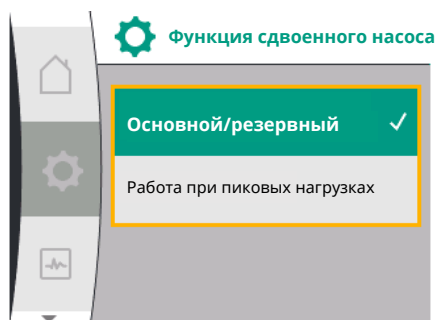 Функция сдвоенного насоса
Основной/резервный
Работа при пиковых нагрузках